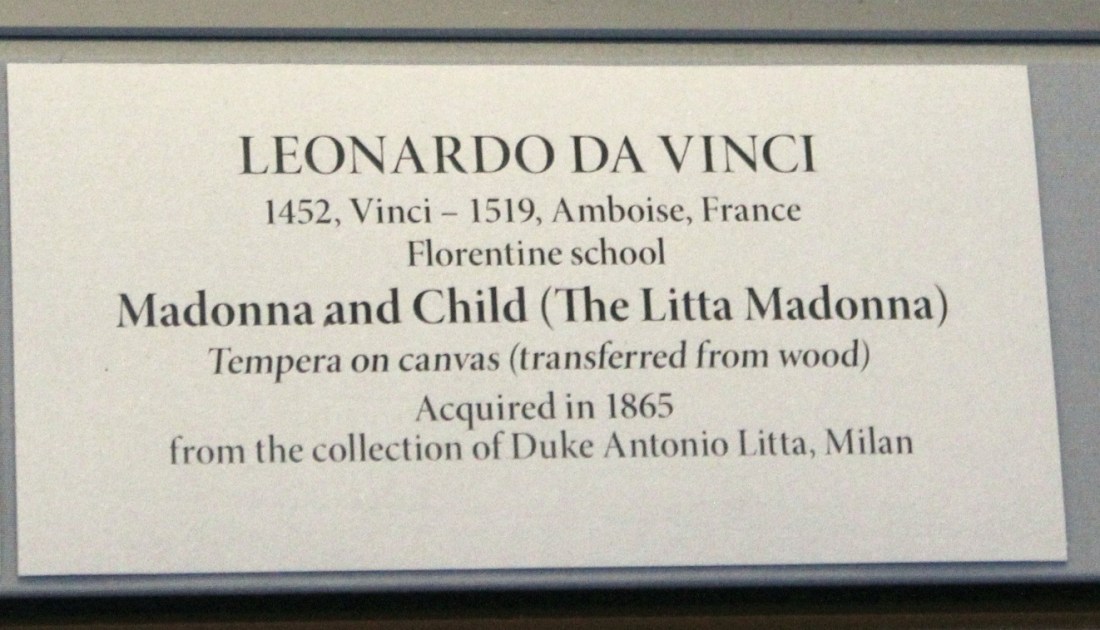 LEONARDO DA VINCI
1452, Vinci – 1519, Amboise, France
Florentine school
Madonna and Child (The Litta Madonna)
Tempera on canvas (transferred from wood)
Acquired in 1865
from the collection of Duke Antonio Litta, Milan